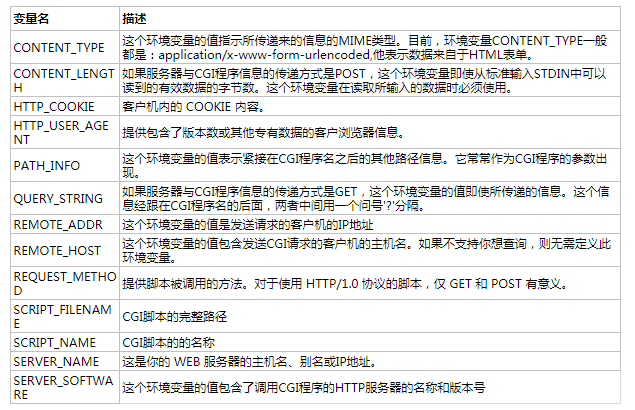 变量名 描述
CONTENT_TYPE 这个环境变量的值指示所传递来的信息的MIME类型。目前，环境变量CONTENT_TYPE一般
都是：application/x-www-form-urlencoded,他表示数据来自于HTML表单。
CONTENT_LENGT
H
如果服务器与CGI程序信息的传递方式是POST，这个环境变量即使从标准输入STDIN中可以
读到的有效数据的字节数。这个环境变量在读取所输入的数据时必须使用。
HTTP_COOKIE 客户机内的 COOKIE 内容。
HTTP_USER_AG
ENT
提供包含了版本数或其他专有数据的客户浏览器信息。
PATH_INFO 这个环境变量的值表示紧接在CGI程序名之后的其他路径信息。它常常作为CGI程序的参数出
现。
QUERY_STRING 如果服务器与CGI程序信息的传递方式是GET，这个环境变量的值即使所传递的信息。这个信
息经跟在CGI程序名的后面，两者中间用一个问号'?'分隔。
REMOTE_ADDR 这个环境变量的值是发送请求的客户机的IP地址
REMOTE_HOST 这个环境变量的值包含发送CGI请求的客户机的主机名。如果不支持你想查询，则无需定义此
环境变量。
REQUEST_METHO
D
提供脚本被调用的方法。对于使用 HTTP/1.0 协议的脚本，仅 GET 和 POST 有意义。
SCRIPT_FILENAM
E
CGI脚本的完整路径
SCRIPT_NAME CGI脚本的的名称
SERVER_NAME 这是你的 WEB 服务器的主机名、别名或IP地址。
SERVER_SOFTWA
RE
这个环境变量的值包含了调用CGI程序的HTTP服务器的名称和版本号